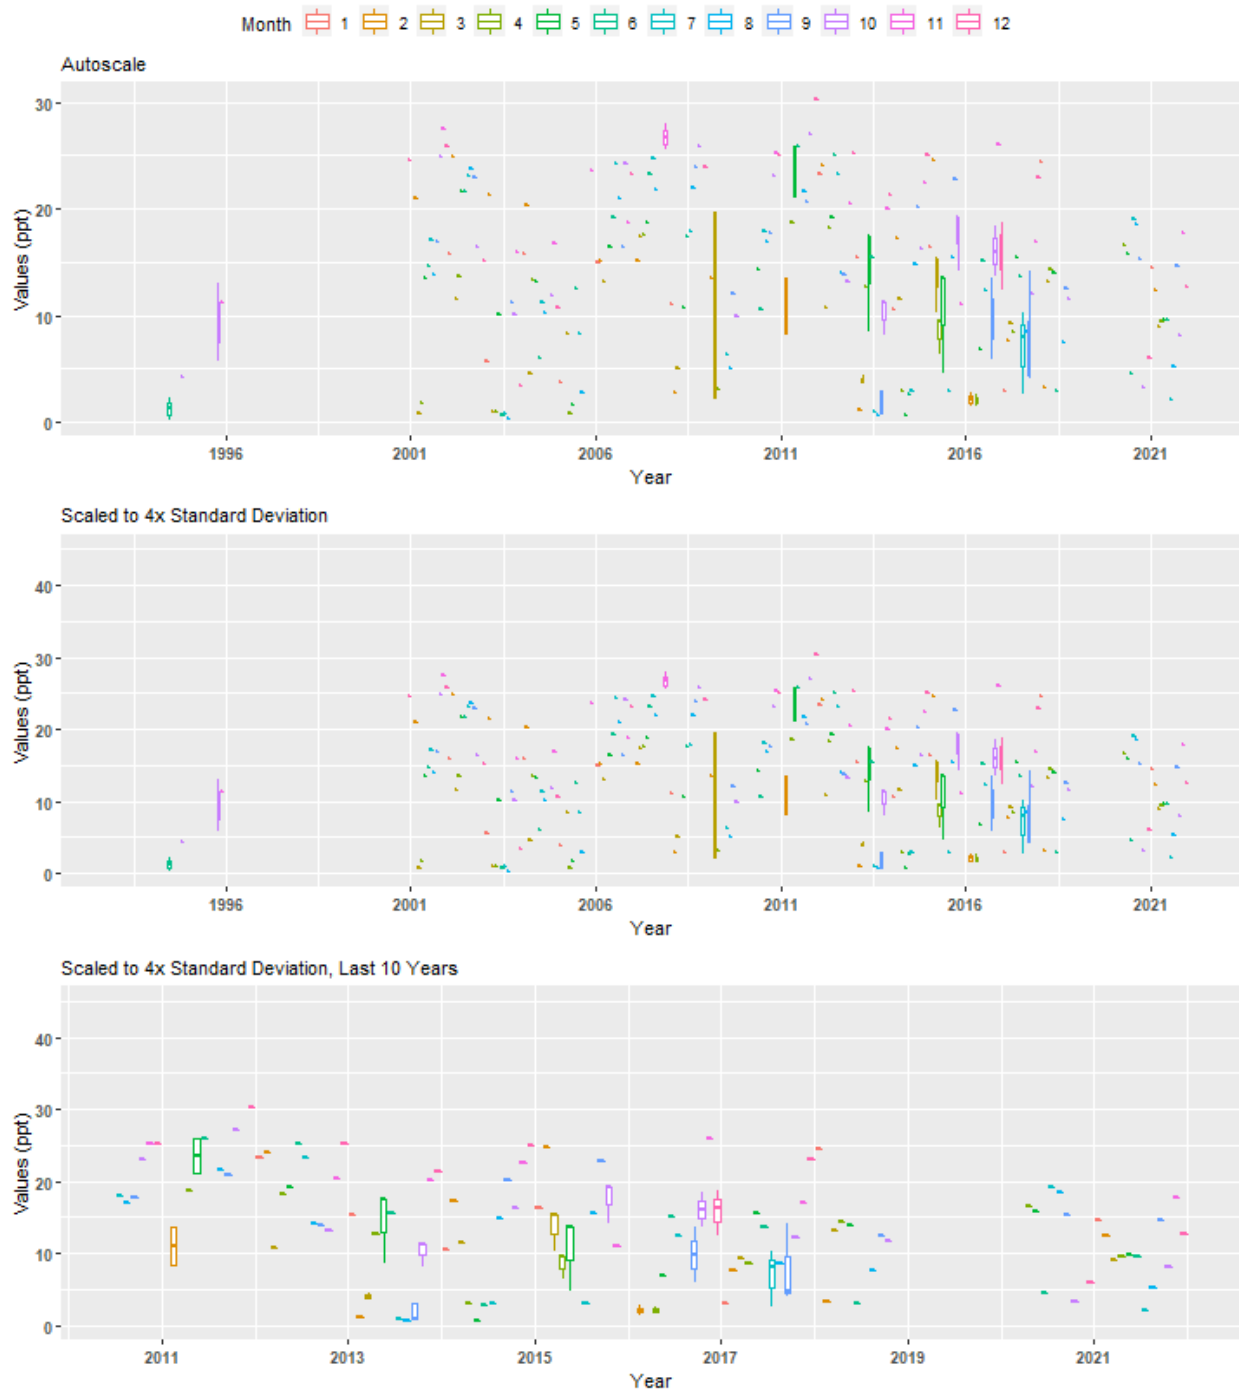 Month 1 2 3 4 5 6 7 8 9 10 11 12
Autoscale
30
20
10
0
Values (ppt)
1996 2001 2006 2011 2016 2021
Year
Scaled to 4x Standard Deviation
40
30
20
10
0
Values (ppt)
1996 2001 2006 2011 2016 2021
Year
Scaled to 4x Standard Deviation, Last 10 Years
40
30
20
10
0
Values (ppt)
2011 2013 2015 2017 2019 2021
Year